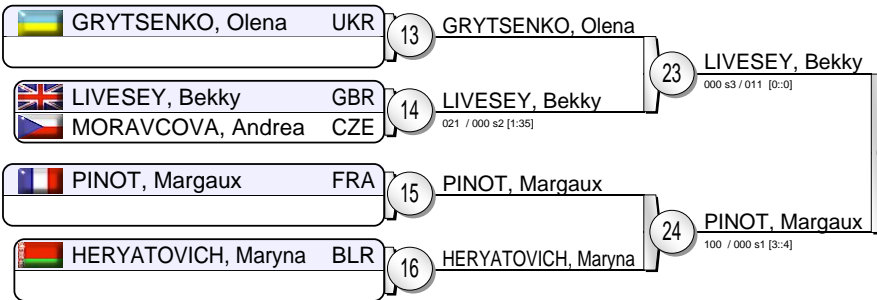 GRYTSENKO, Olena UKR
13
GRYTSENKO, Olena
23
LIVESEY, Bekky
000 s3 / 011 [0::0]
LIVESEY, Bekky GBR
MORAVCOVA, Andrea CZE
14
LIVESEY, Bekky
021 / 000 s2 [1:35]
PINOT, Margaux FRA
15
PINOT, Margaux
24
PINOT, Margaux
100 / 000 s1 [3::4]
HERYATOVICH, Maryna BLR
16
HERYATOVICH, Maryna